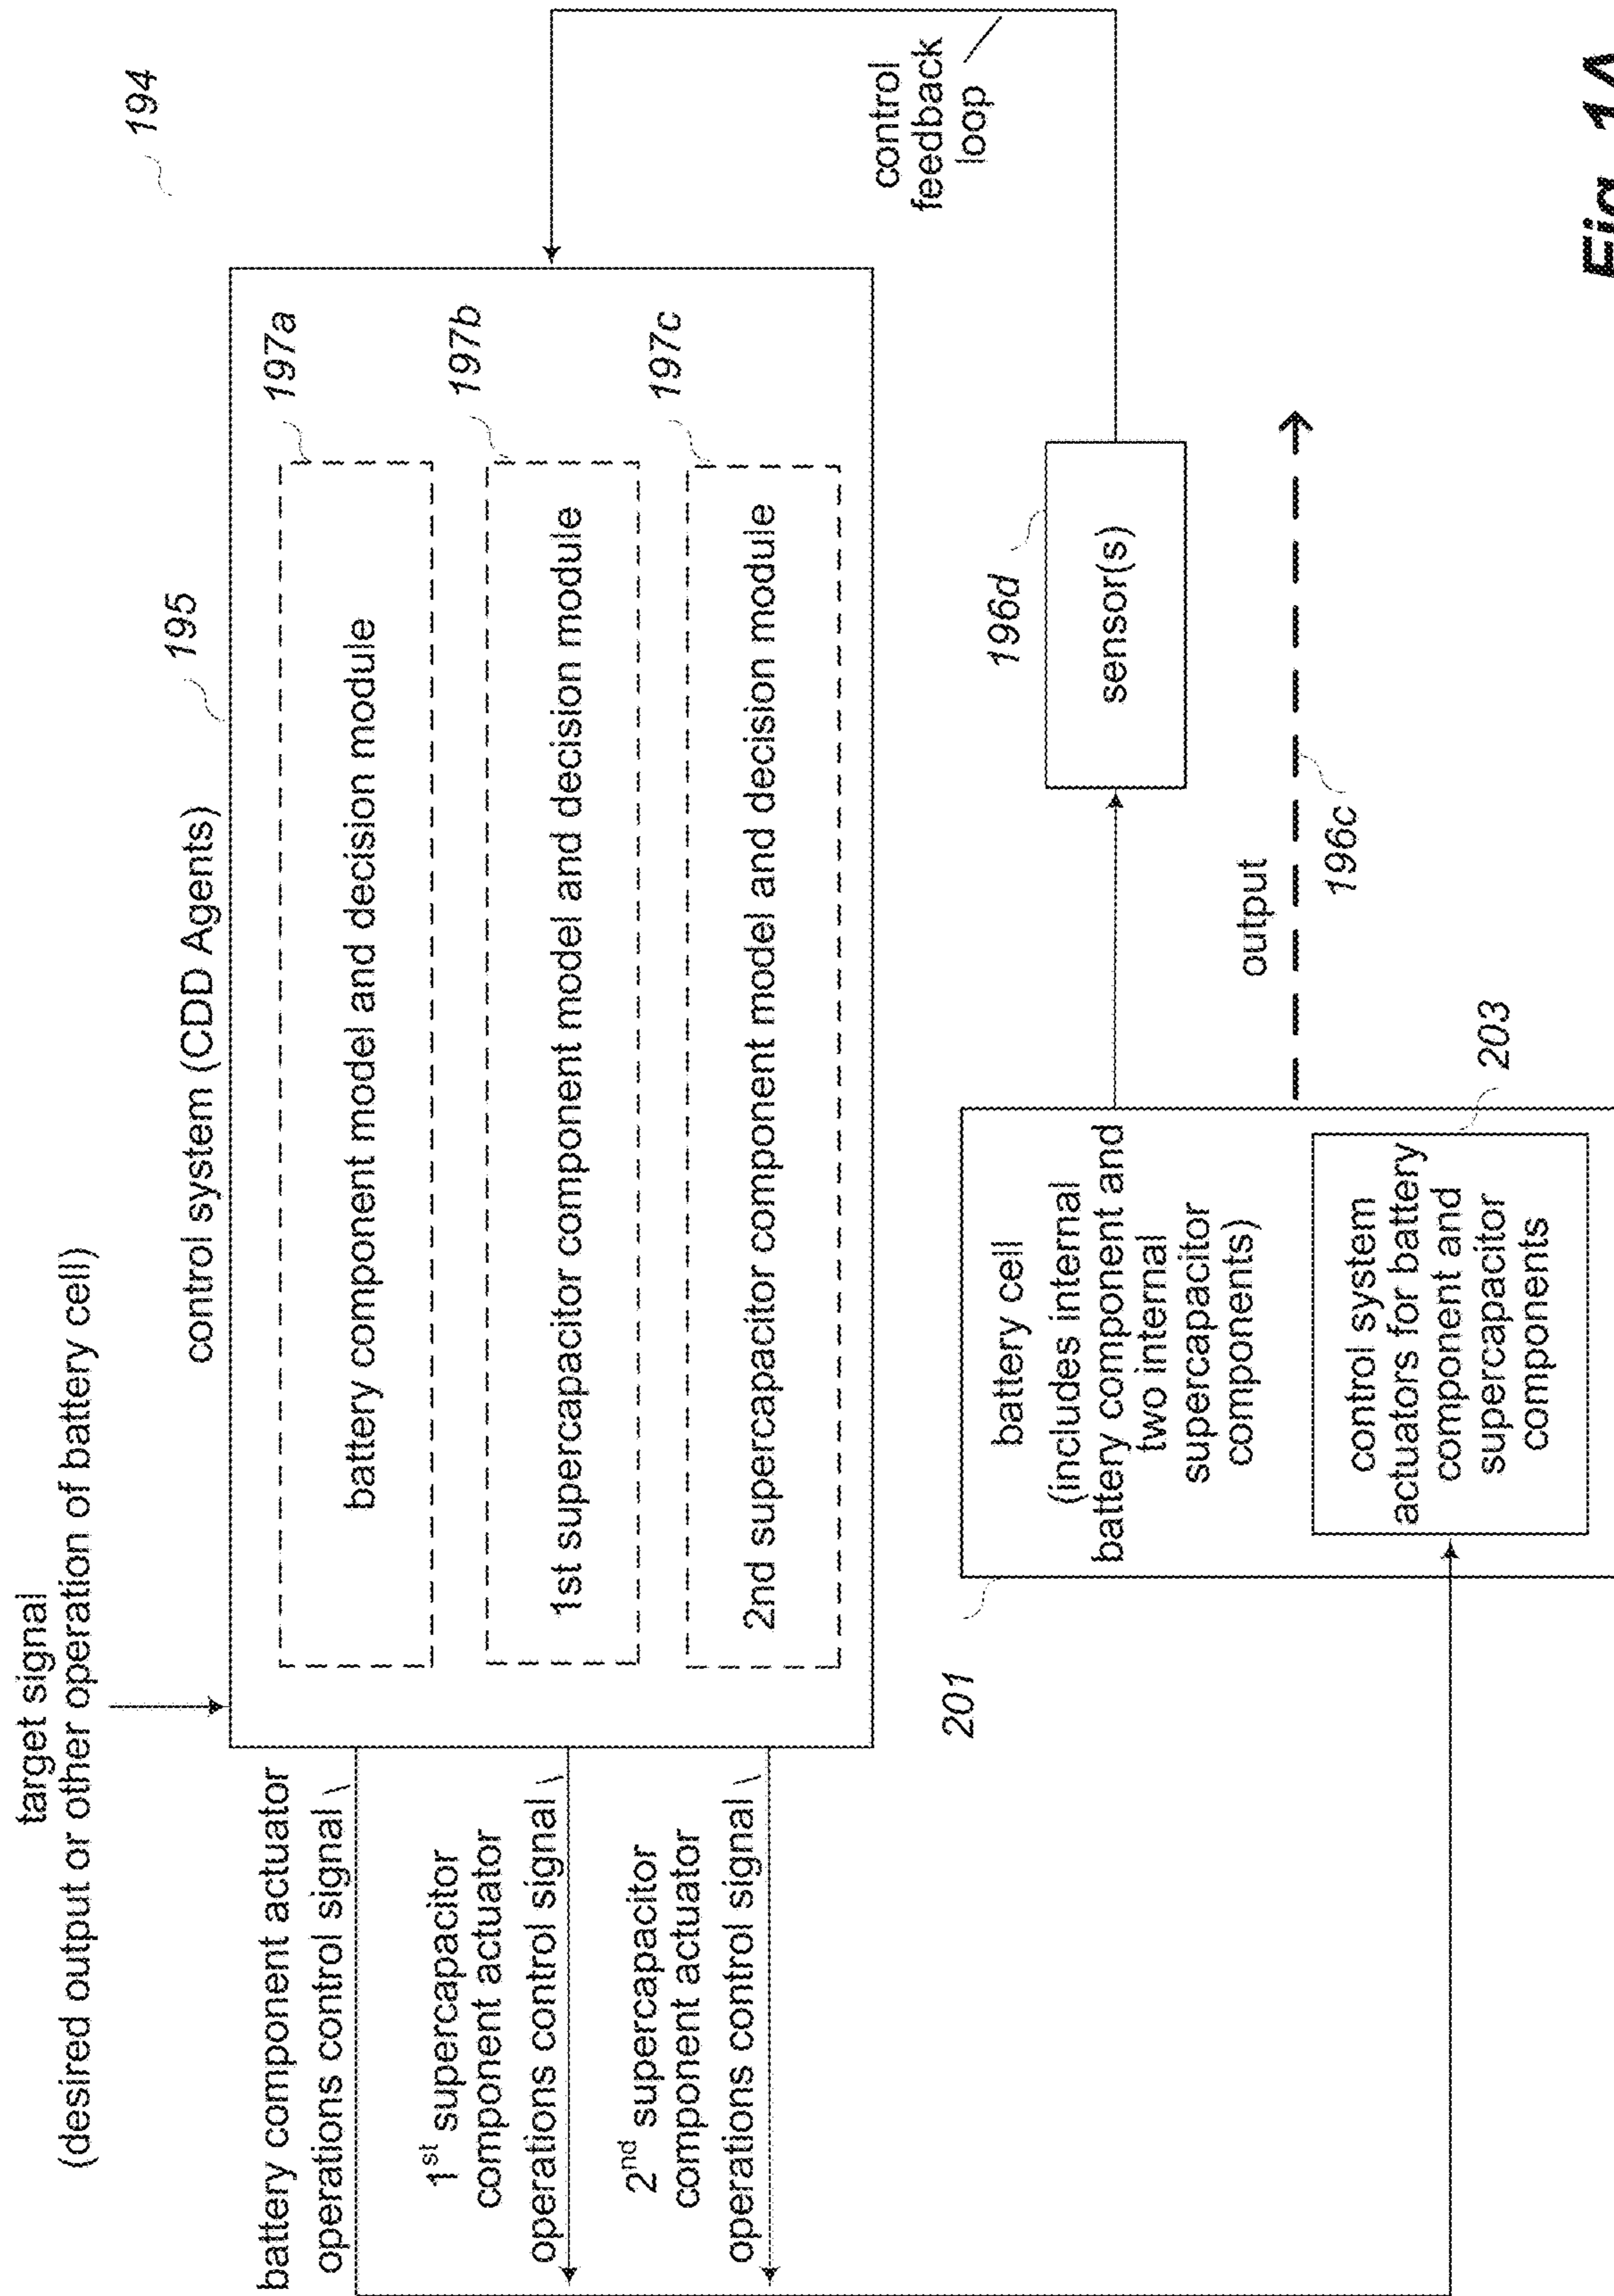 194
target signal
(desired output or other operation of battery cell)
control system (CDD Agents)
195
battery component actuator
operations control signal
1st supercapacitor
component actuator
operations control signal
2nd supercapacitor
component actuator
operations control signal
battery component model and decision module
197a
1st supercapacitor component model and decision module
197b
2nd supercapacitor component model and decision module
197c
control
feedback
loop
201
battery cell
(includes internal
battery component and
two internal
supercapacitor
components)
control system
actuators for battery
component and
supercapacitor
components
203
196d
sensor(s)
output
196c
Fig. 1A